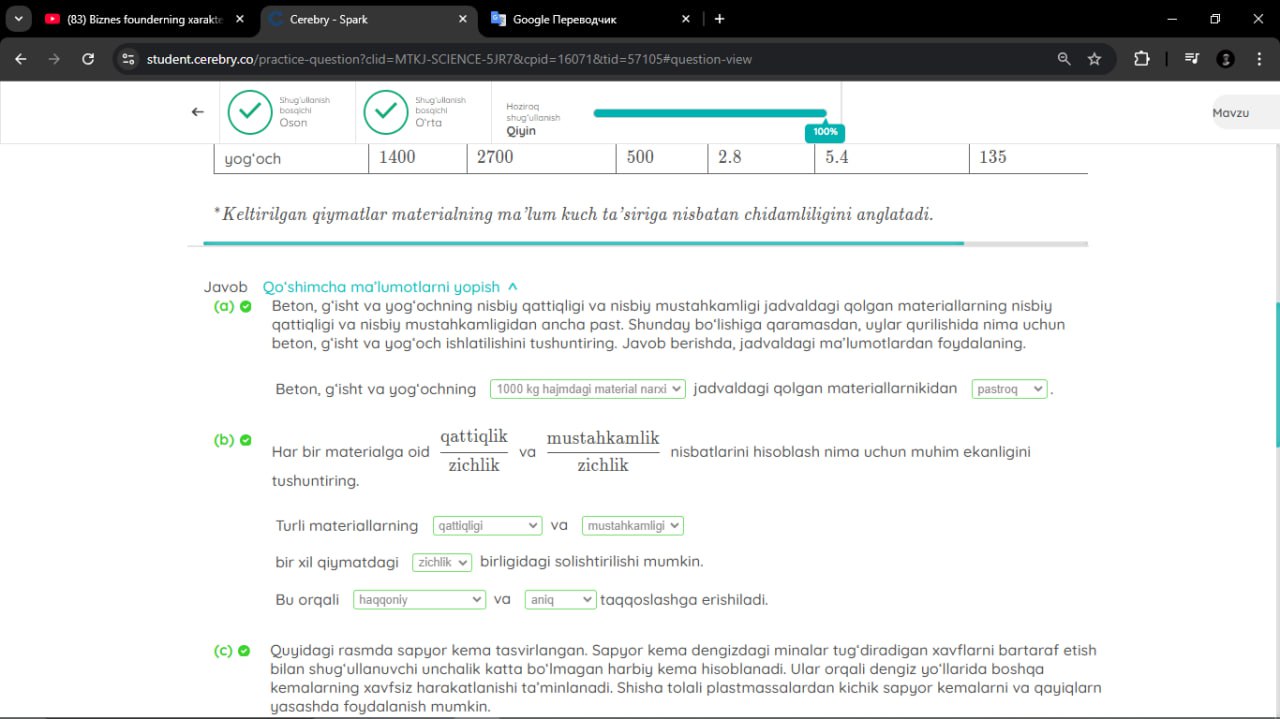 (83) Biznes founderning xarakte
Cerebry - Spark
Google Переводчик
student.cerebry.co/practice-question?clid=MTKJ-SCIENCE-5JR7&cpid=16071&tid=57105#question-view
Shug‘ullanish bosqichi Oson
Shug‘ullanish bosqichi O‘rta
Hoziroq shug‘ullanish Qiyin
100%
Mavzu
yog‘och 1400 2700 500 2.8 5.4 135
*Keltirilgan qiymatlar materialning ma’lum kuch ta’siriga nisbatan chidamliligini anglatadi.
Javob Qo‘shimcha ma’lumotlarni yopish ^
(a) Beton, g‘isht va yog‘ochning nisbiy qattiqligi va nisbiy mustahkamligi jadvaldagi qolgan materiallarning nisbiy
qattiqligi va nisbiy mustahkamligidan ancha past. Shunday bo‘lishiga qaramasdan, uylar qurilishida nima uchun
beton, g‘isht va yog‘och ishlatilishini tushuntiring. Javob berishda, jadvaldagi ma’lumotlardan foydalaning.
Beton, g‘isht va yog‘ochning 1000 kg hajmdagi material narxi jadvaldagi qolgan materiallarnikidan pastroq .
(b) Har bir materialga oid qattiqlik/zichlik va mustahkamlik/zichlik nisbatlarini hisoblash nima uchun muhim ekanligini
tushuntiring.
Turli materiallarning qattiqligi va mustahkamligi
bir xil qiymatdagi zichlik birligidagi solishtirilishi mumkin.
Bu orqali haqqoniy va aniq taqqoslashga erishiladi.
(c) Quyidagi rasmda sapyor kema tasvirlangan. Sapyor kema dengizdagi minalar tug‘diradigan xavflarni bartaraf etish
bilan shug‘ullanuvchi unchalik katta bo‘lmagan harbiy kema hisoblanadi. Ular orqali dengiz yo‘llarida boshqa
kemalarning xavfsiz harakatlanishi ta’minlanadi. Shisha tolali plastmassalardan kichik sapyor kemalarni va qayiqlarn
yasashda foydalanish mumkin.